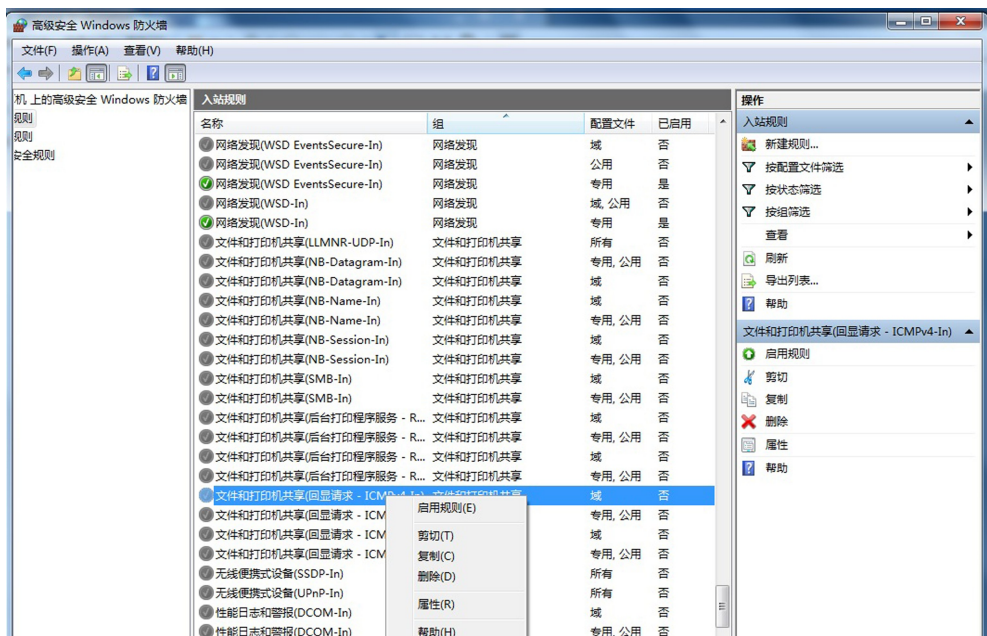 高级安全 Windows 防火墙
文件(F) 操作(A) 查看(V) 帮助(H)
机 上的高级安全 Windows 防火墙
规则
规则
安全规则
入站规则
名称 组 配置文件 已启用
网络发现(WSD EventsSecure-In) 网络发现 域 否
网络发现(WSD EventsSecure-In) 网络发现 公用 否
网络发现(WSD EventsSecure-In) 网络发现 专用 是
网络发现(WSD-In) 网络发现 域, 公用 否
网络发现(WSD-In) 网络发现 专用 是
文件和打印机共享(LLMNR-UDP-In) 文件和打印机共享 所有 否
文件和打印机共享(NB-Datagram-In) 文件和打印机共享 专用, 公用 否
文件和打印机共享(NB-Datagram-In) 文件和打印机共享 域 否
文件和打印机共享(NB-Name-In) 文件和打印机共享 域 否
文件和打印机共享(NB-Name-In) 文件和打印机共享 专用, 公用 否
文件和打印机共享(NB-Session-In) 文件和打印机共享 域 否
文件和打印机共享(NB-Session-In) 文件和打印机共享 专用, 公用 否
文件和打印机共享(SMB-In) 文件和打印机共享 域 否
文件和打印机共享(SMB-In) 文件和打印机共享 专用, 公用 否
文件和打印机共享(后台打印程序服务 - R... 文件和打印机共享 域 否
文件和打印机共享(后台打印程序服务 - R... 文件和打印机共享 专用, 公用 否
文件和打印机共享(后台打印程序服务 - R... 文件和打印机共享 域 否
文件和打印机共享(后台打印程序服务 - R... 文件和打印机共享 专用, 公用 否
文件和打印机共享(回显请求 - ICMPv4-In) 文件和打印机共享 域 否
文件和打印机共享(回显请求 - ICM 专用, 公用 否
文件和打印机共享(回显请求 - ICM 域 否
文件和打印机共享(回显请求 - ICM 专用, 公用 否
无线便携式设备(SSDP-In) 所有 否
无线便携式设备(UPnP-In) 所有 否
性能日志和警报(DCOM-In) 域 否
性能日志和警报(DCOM-In) 专用, 公用 否
启用规则(E)
剪切(T)
复制(C)
删除(D)
属性(R)
帮助(H)
操作
入站规则
新建规则...
按配置文件筛选
按状态筛选
按组筛选
查看
刷新
导出列表...
帮助
文件和打印机共享(回显请求 - ICMPv4-In)
启用规则
剪切
复制
删除
属性
帮助